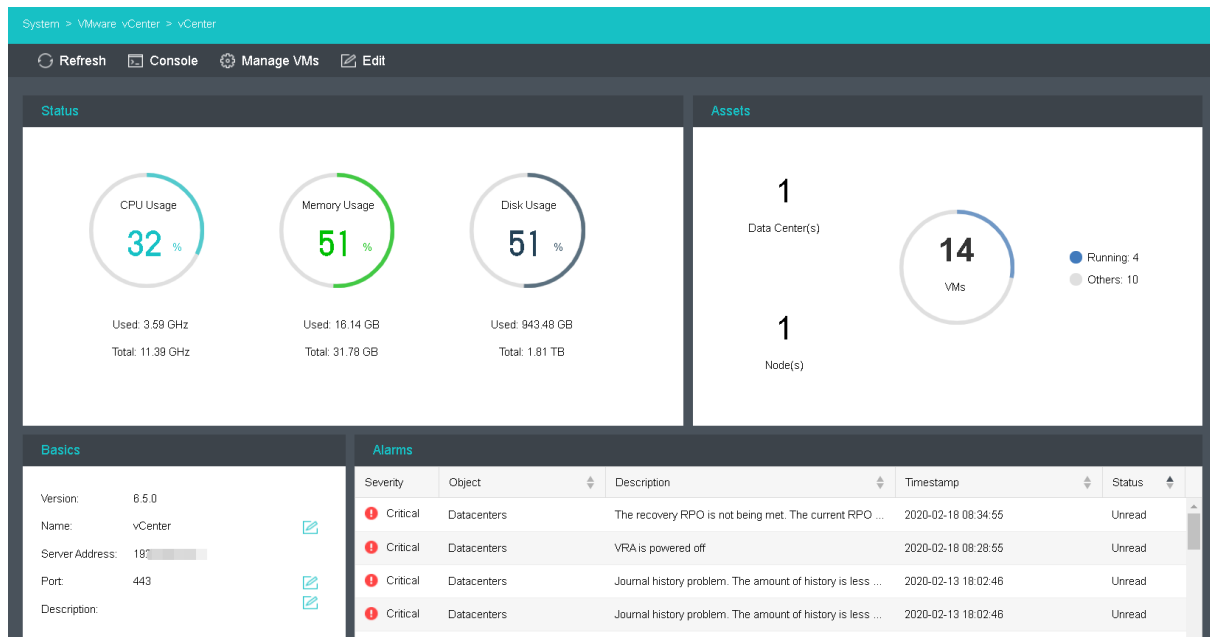 System > VMware vCenter > vCenter
Refresh Console Manage VMs Edit
Status
CPU Usage
32 %
Used: 3.59 GHz
Total: 11.39 GHz
Memory Usage
51 %
Used: 16.14 GB
Total: 31.78 GB
Disk Usage
51 %
Used: 943.48 GB
Total: 1.81 TB
Assets
1
Data Center(s)
1
Node(s)
14
VMs
Running: 4
Others: 10
Basics
Version: 6.5.0
Name: vCenter
Server Address:
Port: 443
Description:
Alarms
Severity Object Description Timestamp Status
Critical Datacenters The recovery RPO is not being met. The current RPO ... 2020-02-18 08:34:55 Unread
Critical Datacenters VRA is powered off 2020-02-18 08:28:55 Unread
Critical Datacenters Journal history problem. The amount of history is less ... 2020-02-13 18:02:46 Unread
Critical Datacenters Journal history problem. The amount of history is less ... 2020-02-13 18:02:46 Unread